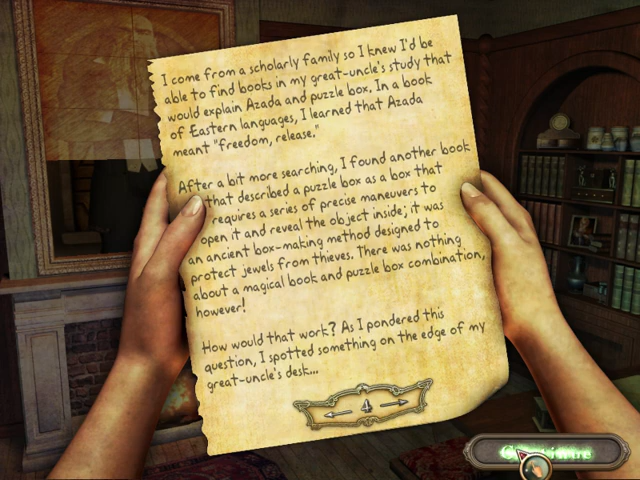 I come from a scholarly family so I knew I'd be
able to find books in my great-uncle's study that
would explain Azada and puzzle box. In a book
of Eastern languages, I learned that Azada
meant "freedom, release."
After a bit more searching, I found another book
that described a puzzle box as a box that
requires a series of precise maneuvers to
open it and reveal the object inside; it was
an ancient box-making method designed to
protect jewels from thieves. There was nothing
about a magical book and puzzle box combination,
however!
How would that work? As I pondered this
question, I spotted something on the edge of my
great-uncle's desk...
4